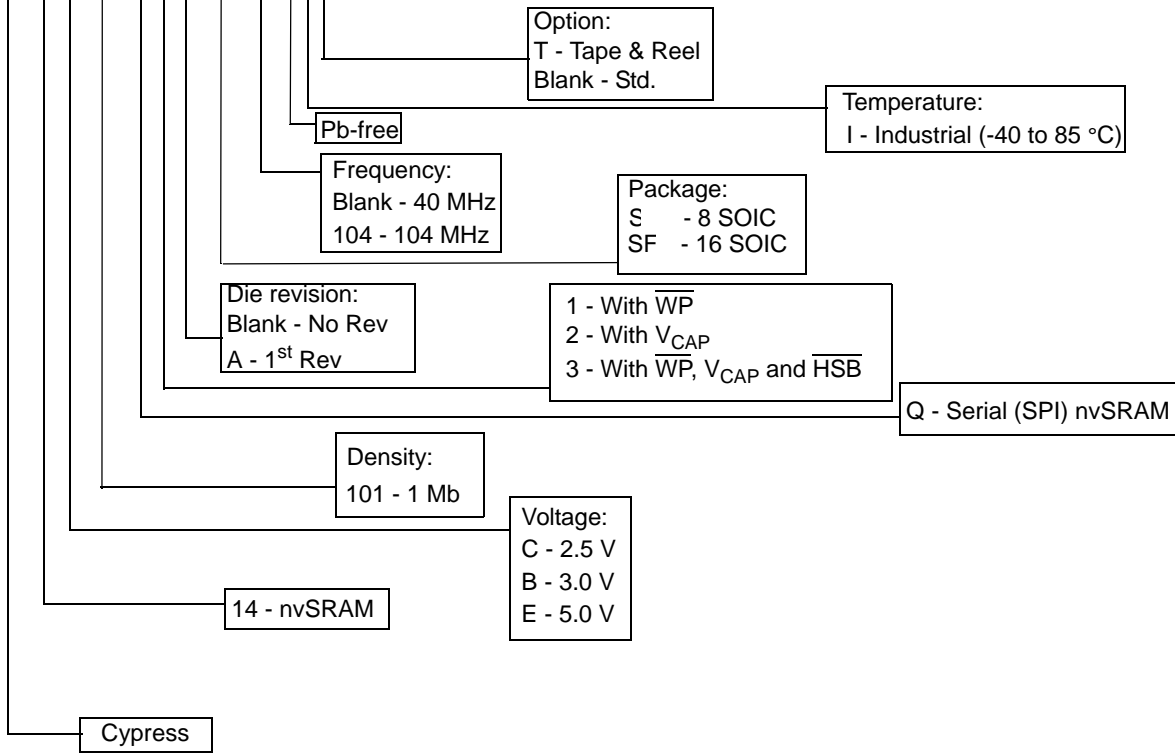 Option:
T - Tape & Reel
Blank - Std.
Temperature:
I - Industrial (-40 to 85 °C)
Pb-free
Frequency:
Blank - 40 MHz
104 - 104 MHz
Package:
S - 8 SOIC
SF - 16 SOIC
Die revision:
Blank - No Rev
A - 1st Rev
1 - With W̅P̅
2 - With VCAP
3 - With W̅P̅, VCAP and H̅S̅B̅
Q - Serial (SPI) nvSRAM
Density:
101 - 1 Mb
Voltage:
C - 2.5 V
B - 3.0 V
E - 5.0 V
14 - nvSRAM
Cypress